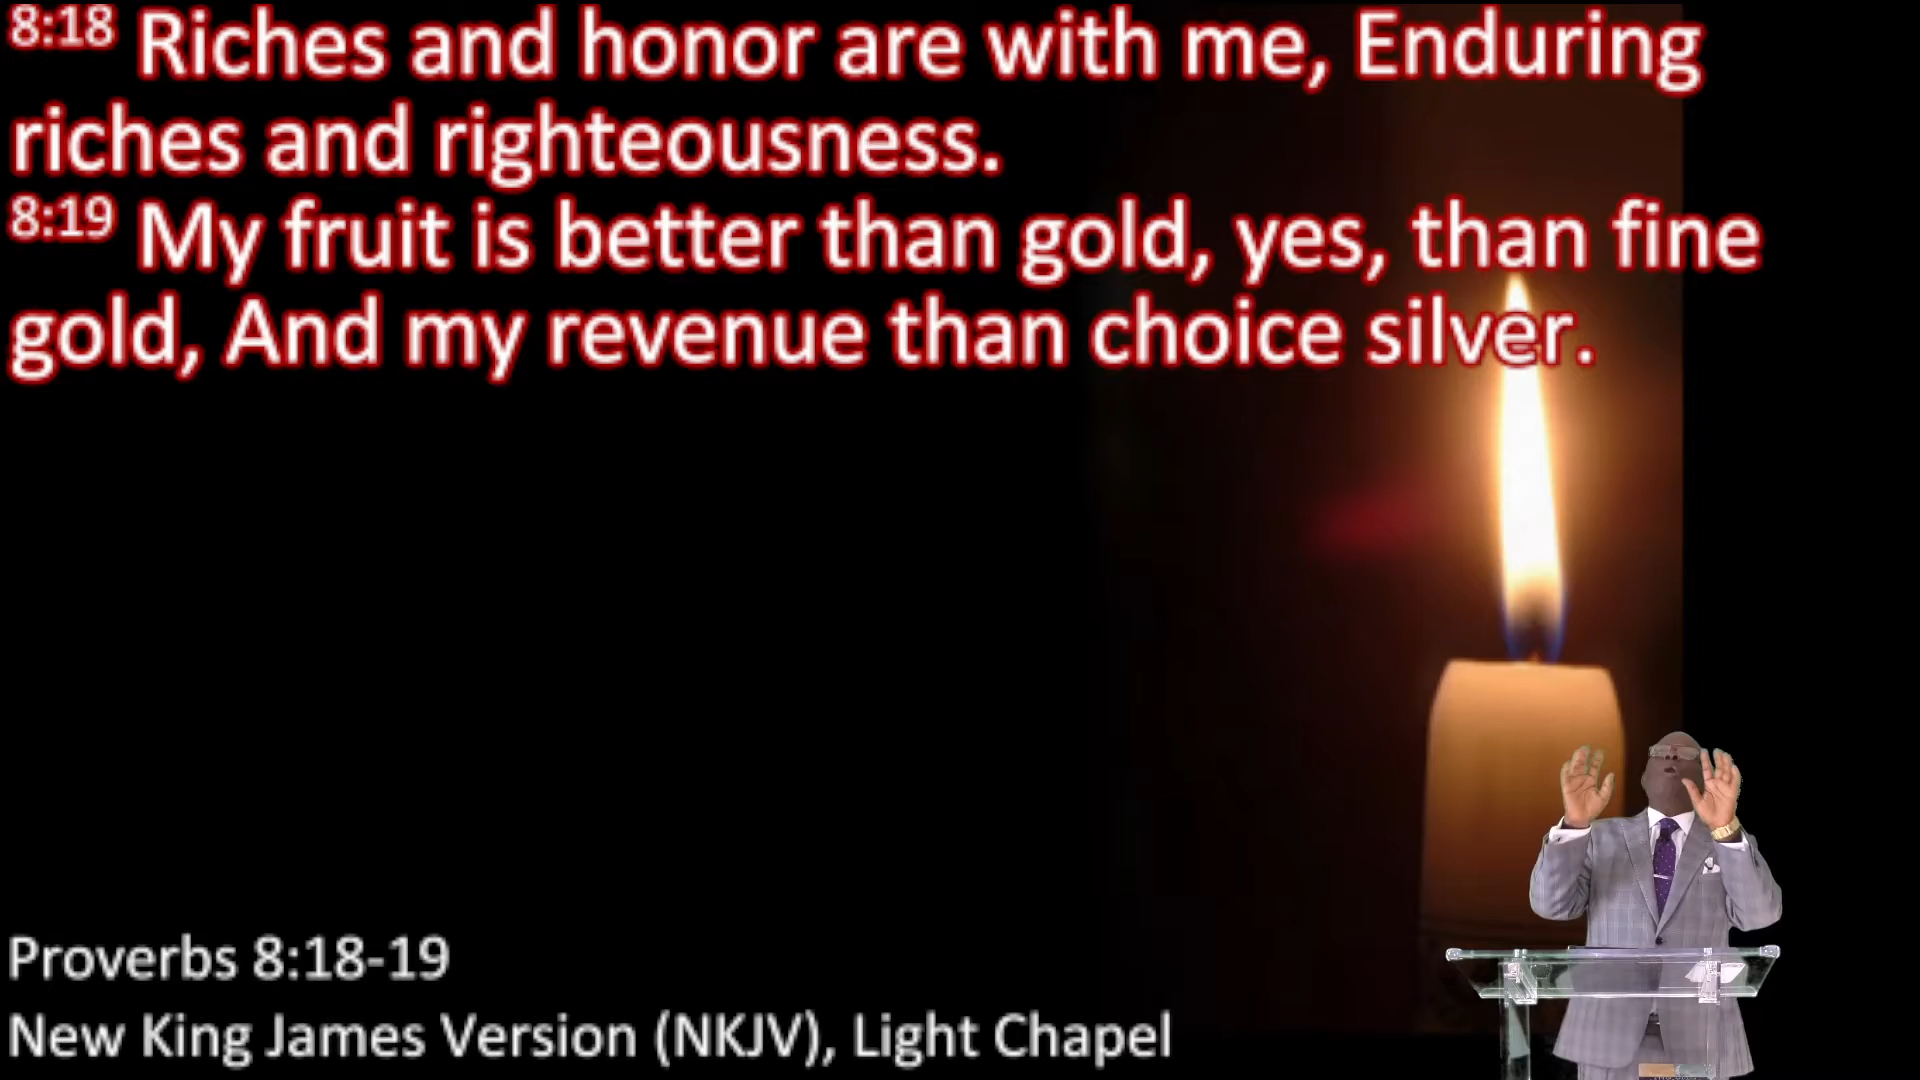 8:18 Riches and honor are with me, Enduring
riches and righteousness.
8:19 My fruit is better than gold, yes, than fine
gold, And my revenue than choice silver.
Proverbs 8:18-19
New King James Version (NKJV), Light Chapel